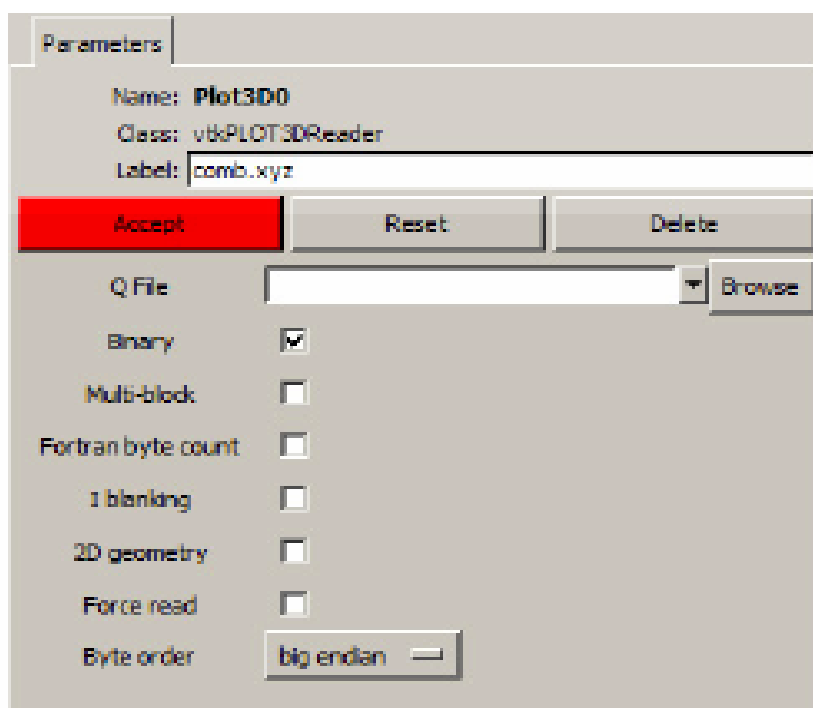 Parameters
Name: Plot3D0
Class: vtkPLOT3DReader
Label: comb.xyz
Accept Reset Delete
Q File Browse
Binary
Multi-block
Fortran byte count
I blanking
2D geometry
Force read
Byte order big endian